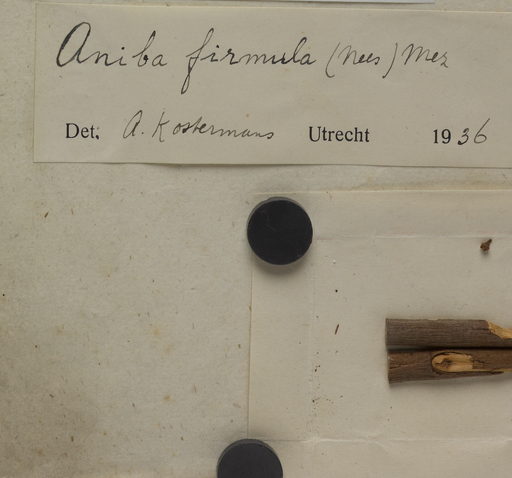 Aniba firmula (Nees) Mez
Det. A. Kostermans Utrecht 1936